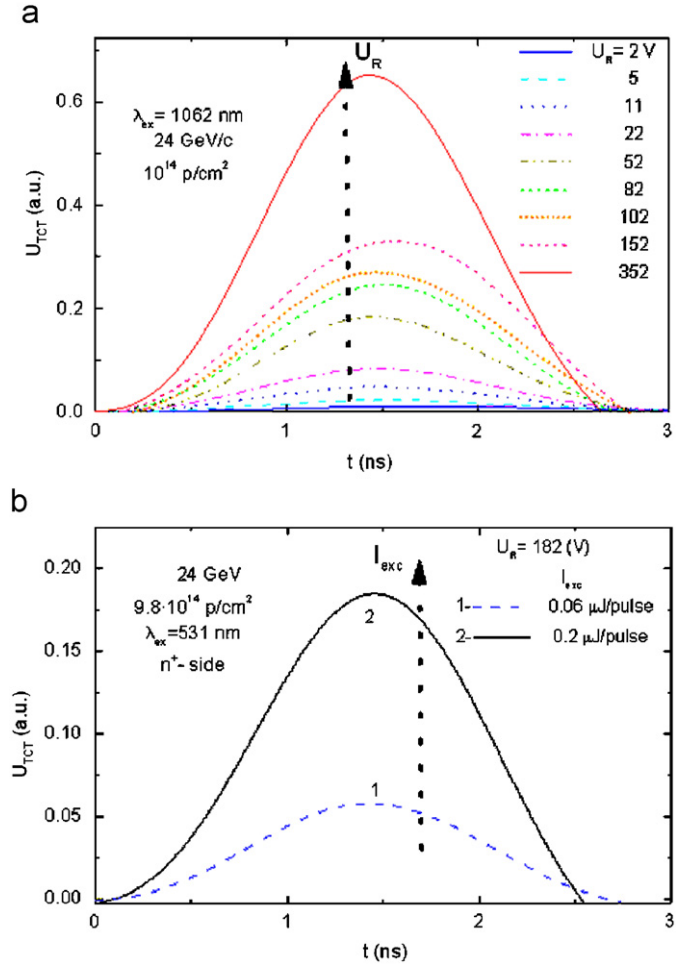 a
U_R
λ_ex = 1062 nm
24 GeV/c
10^14 p/cm^2
U_R = 2 V
5
11
22
52
82
102
152
352
U_TCT (a.u.)
0.6
0.4
0.2
0.0
0 1 2 3
t (ns)
b
24 GeV
9.8·10^14 p/cm^2
λ_ex=531 nm
n^+- side
I_exc
U_R= 182 (V)
I_exc
1- 0.06 µJ/pulse
2- 0.2 µJ/pulse
2
1
U_TCT (a.u.)
0.20
0.15
0.10
0.05
0.00
0 1 2 3
t (ns)